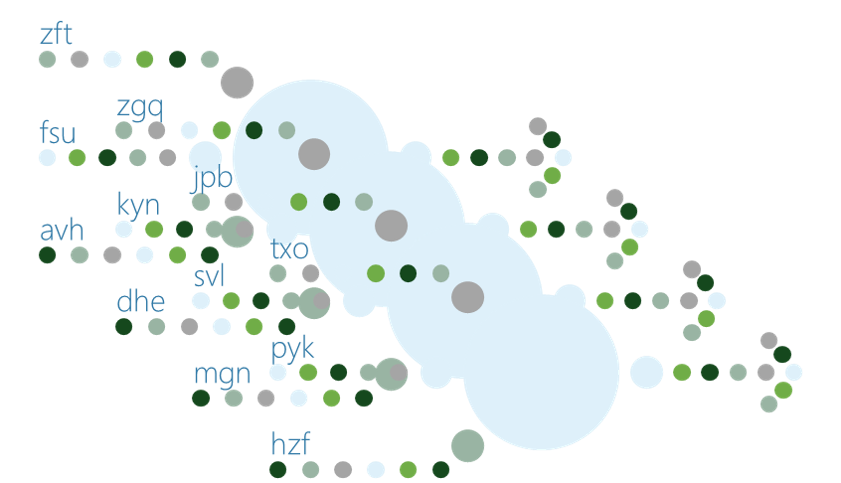 zft
zgq
fsu
jpb
kyn
avh
txo
svl
dhe
pyk
mgn
hzf